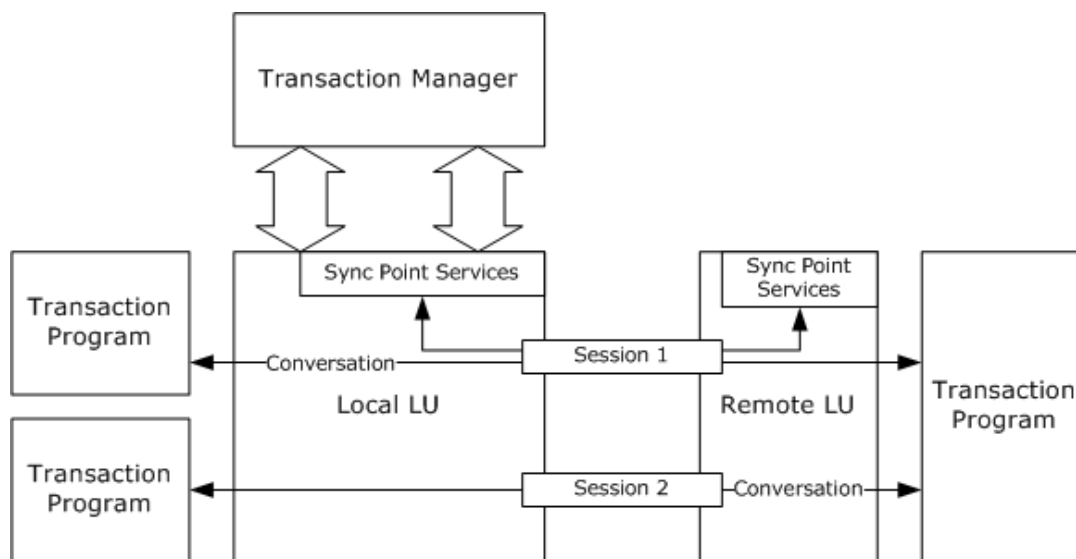 Transaction Manager
Sync Point Services
Sync Point
Services
Transaction
Program
Conversation
Session 1
Local LU
Remote LU
Transaction
Program
Transaction
Program
Session 2
Conversation